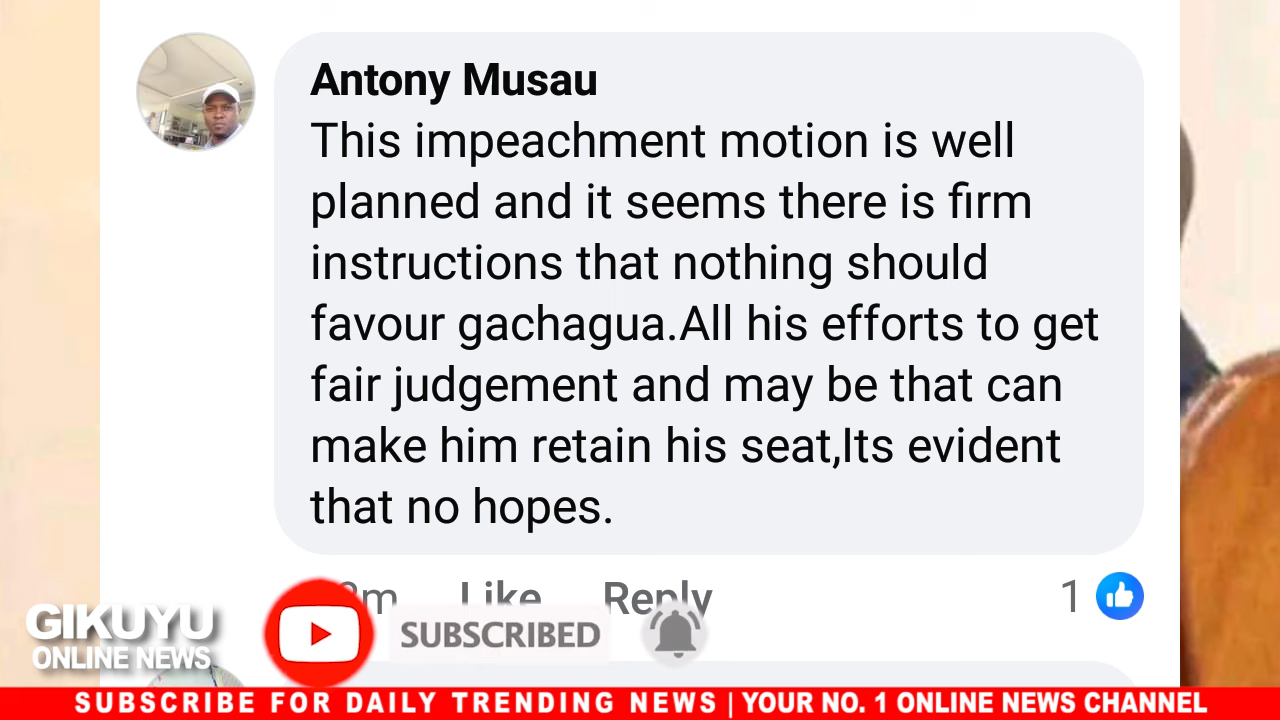 Antony Musau
This impeachment motion is well
planned and it seems there is firm
instructions that nothing should
favour gachagua.All his efforts to get
fair judgement and may be that can
make him retain his seat,Its evident
that no hopes.
Like Reply 1
GIKUYU
ONLINE NEWS
SUBSCRIBED
SUBSCRIBE FOR DAILY TRENDING NEWS | YOUR NO. 1 ONLINE NEWS CHANNEL